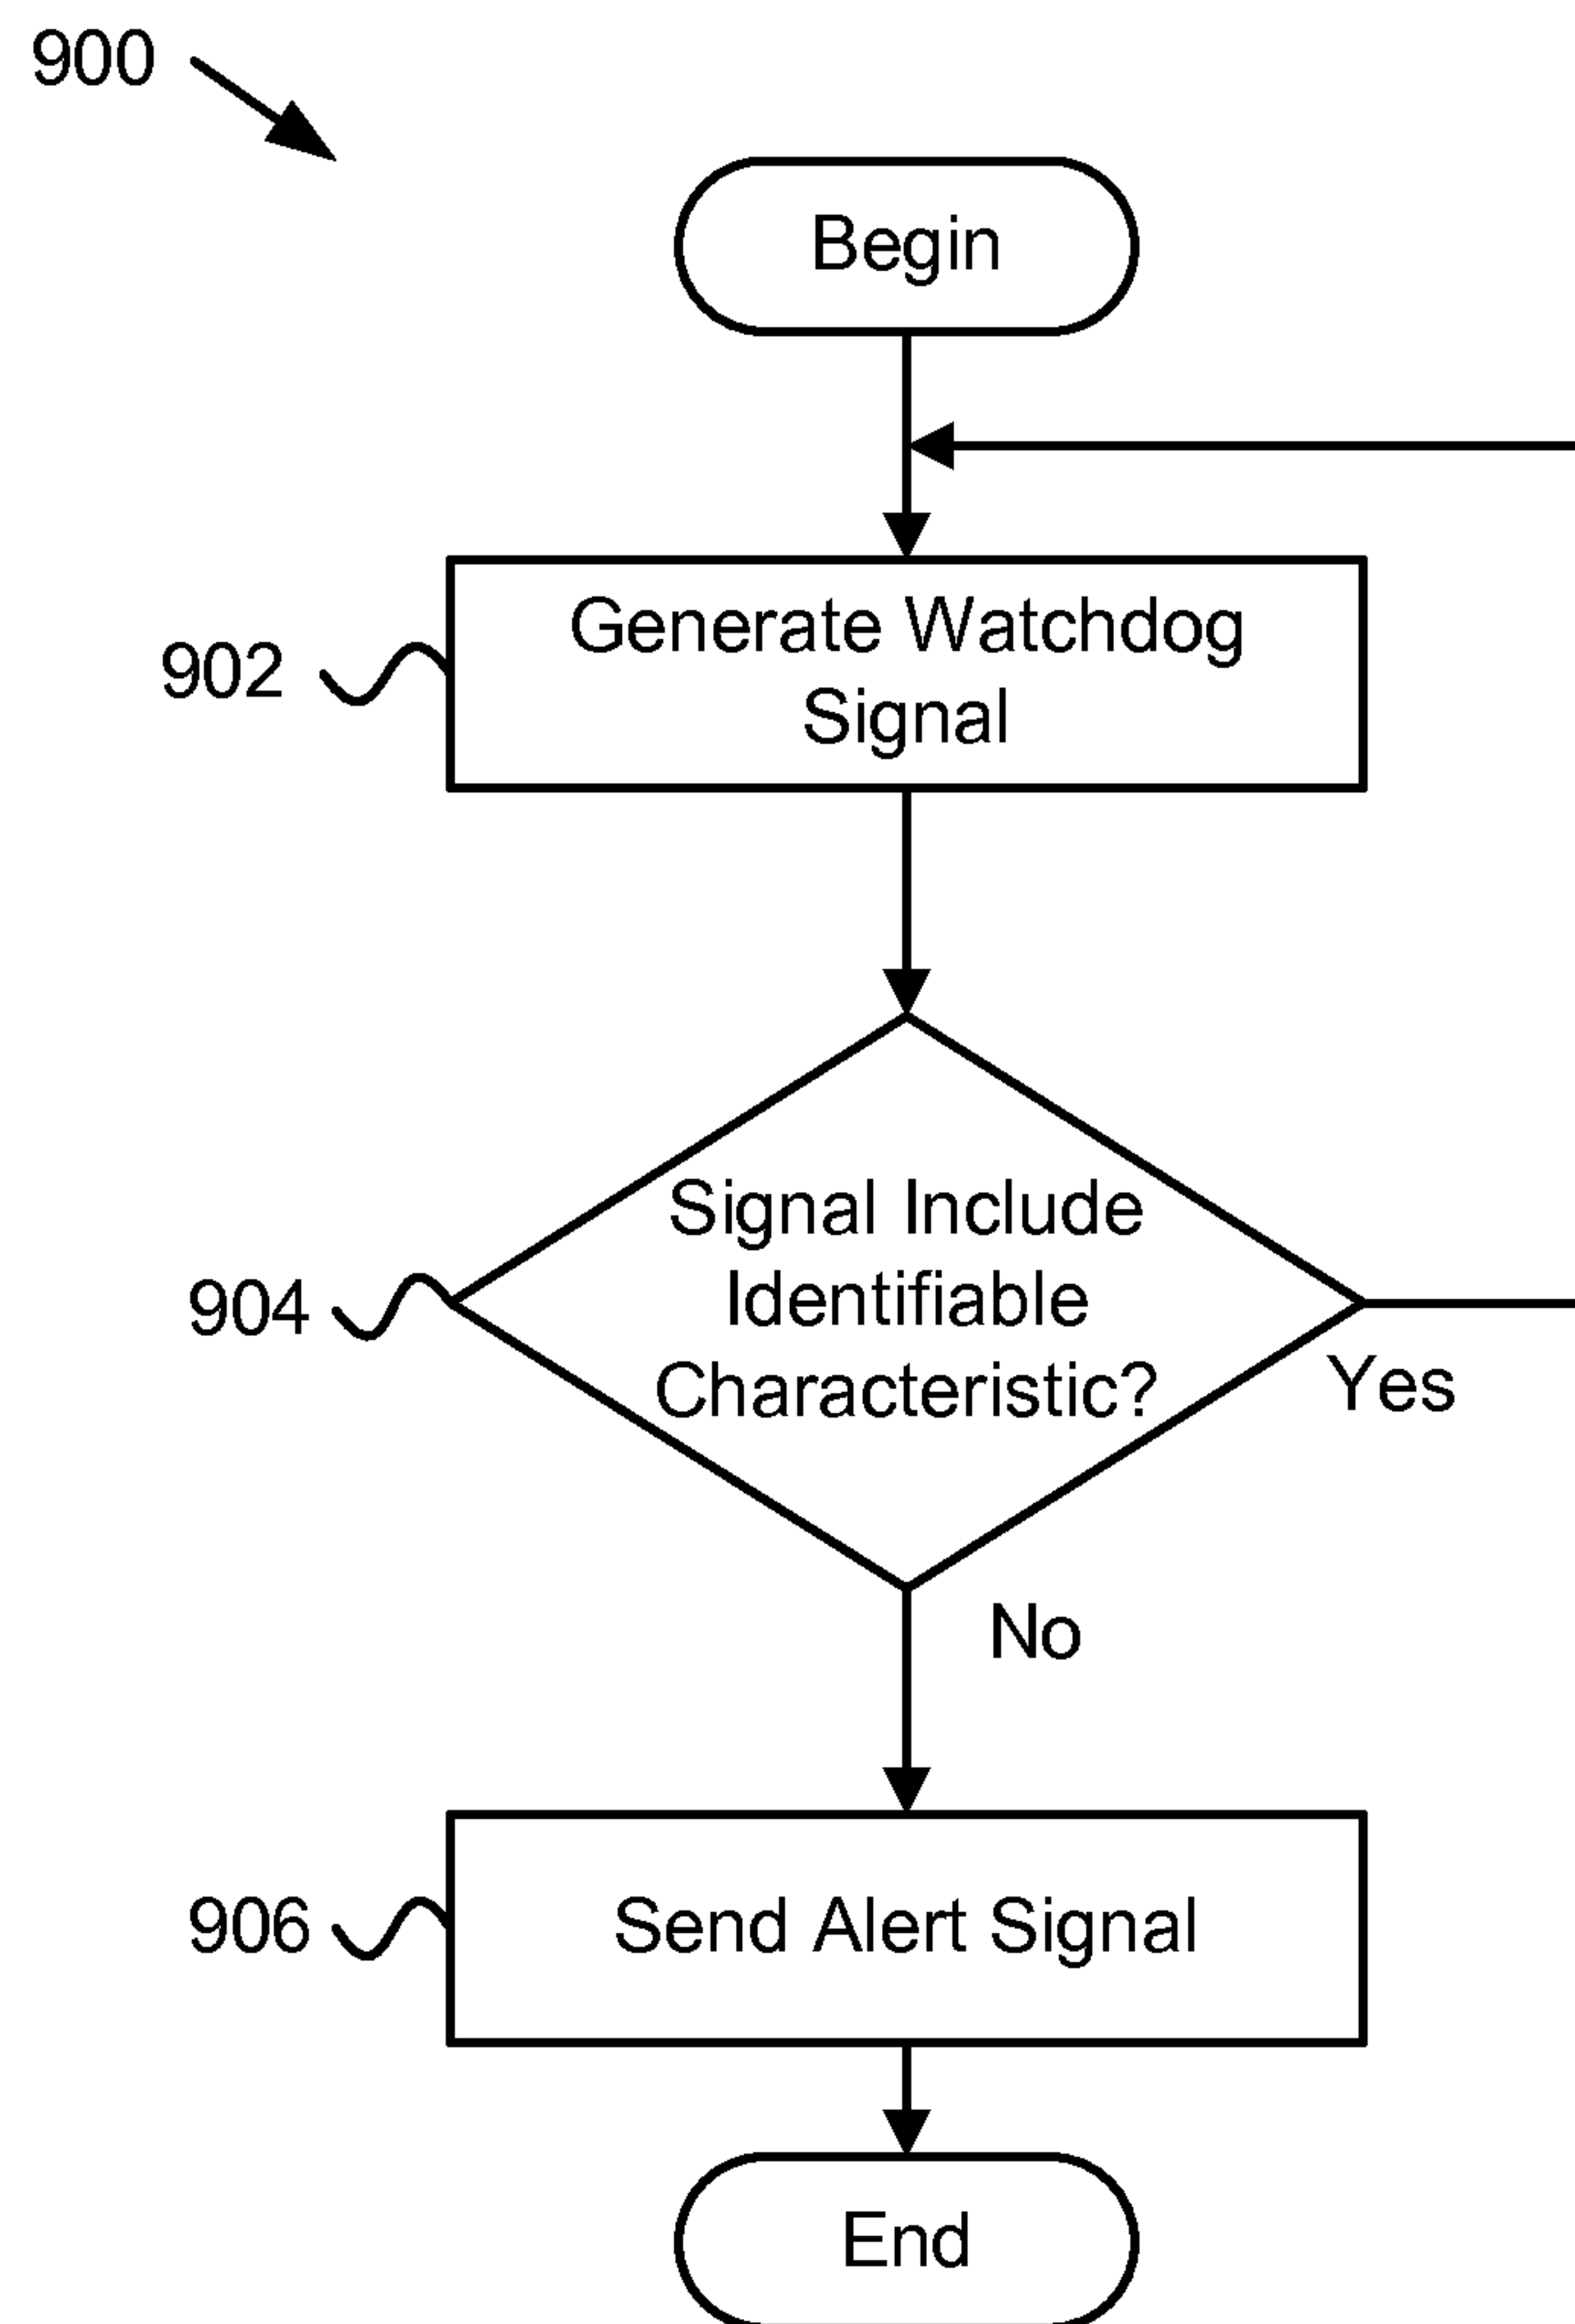 900
Begin
902
Generate Watchdog
Signal
904
Signal Include
Identifiable
Characteristic?
Yes
No
906
Send Alert Signal
End